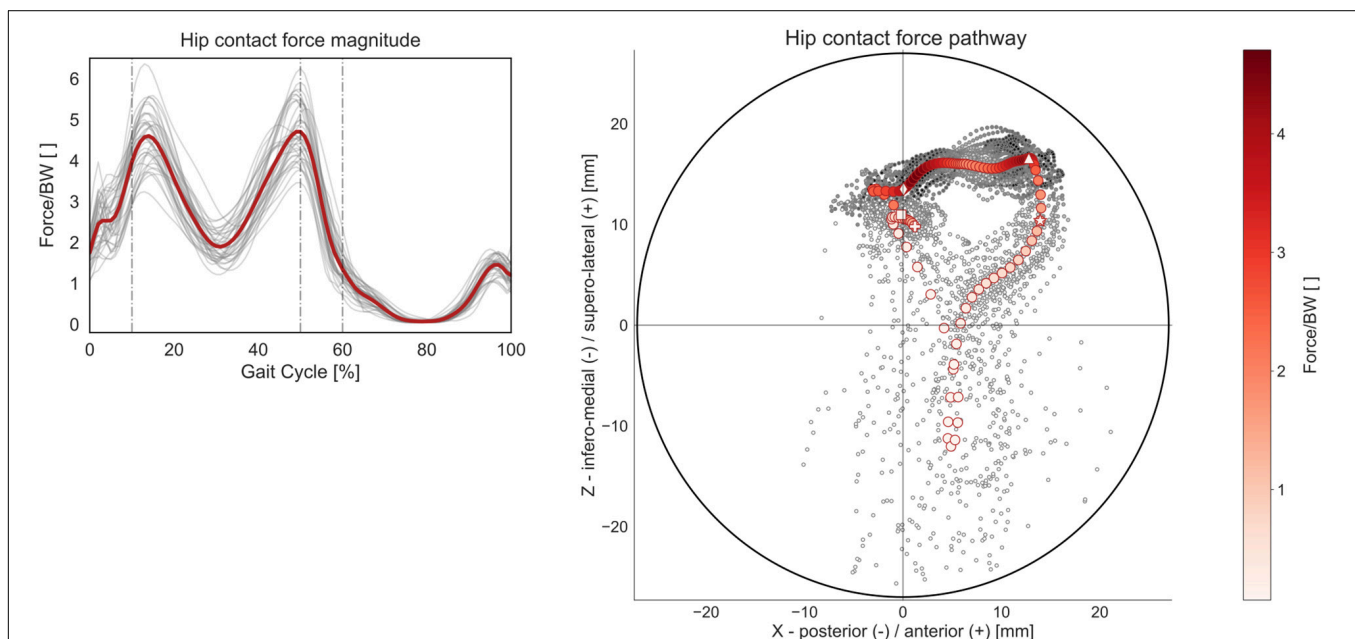 Hip contact force magnitude
6
5
4
3
2
1
0
Force/BW [ ]
0 20 40 60 80 100
Gait Cycle [%]
Hip contact force pathway
20
10
0
−10
−20
Z - infero-medial (-) / supero-lateral (+) [mm]
−20 −10 0 10 20
X - posterior (-) / anterior (+) [mm]
4
3
2
1
Force/BW [ ]